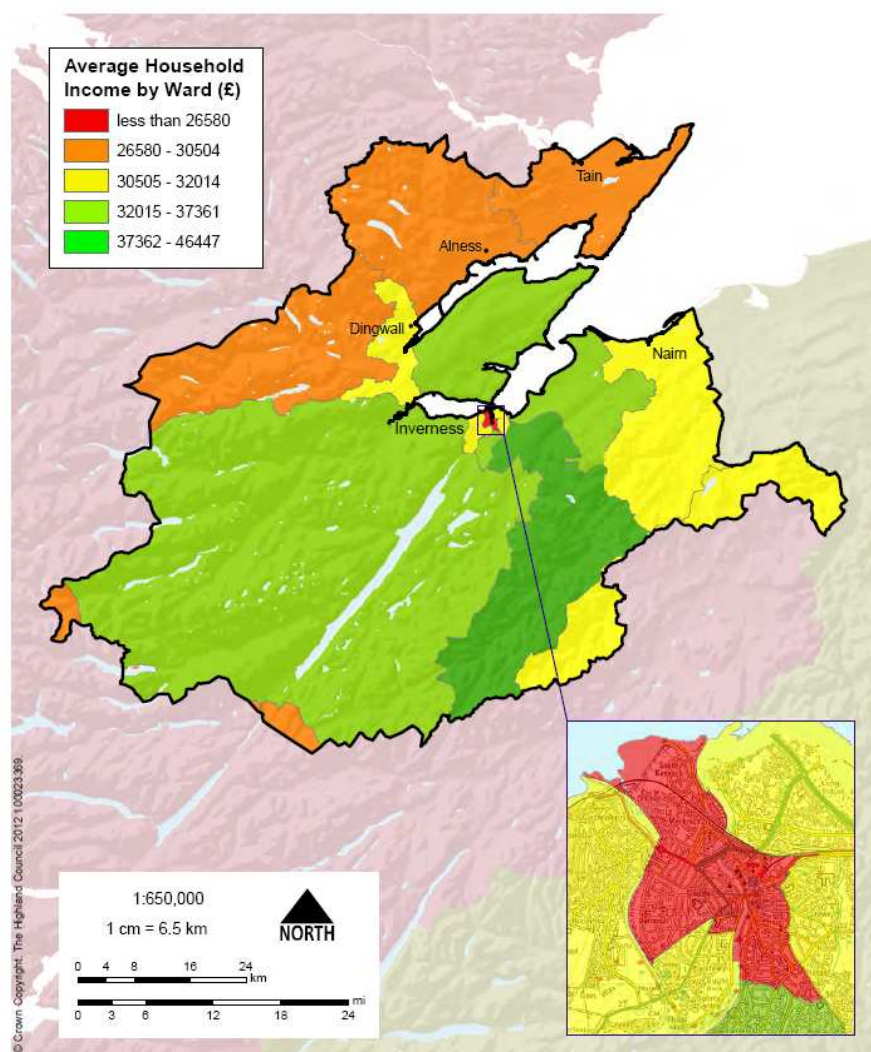 Average Household
Income by Ward (£)
less than 26580
26580 - 30504
30505 - 32014
32015 - 37361
37362 - 46447
Tain
Alness
Dingwall
Nairn
Inverness
© Crown Copyright. The Highland Council 2012 100023369.
1:650,000
1 cm = 6.5 km
NORTH
0 4 8 16 24
km
mi
0 3 6 12 18 24